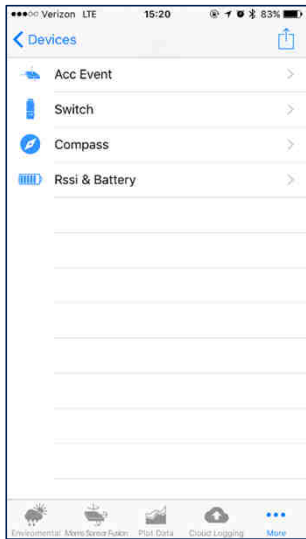 Verizon LTE 15:20 83%
Devices
Acc Event
Switch
Compass
Rssi & Battery
Enviromental Mems Sensor Fusion Plot Data Cloud Logging More